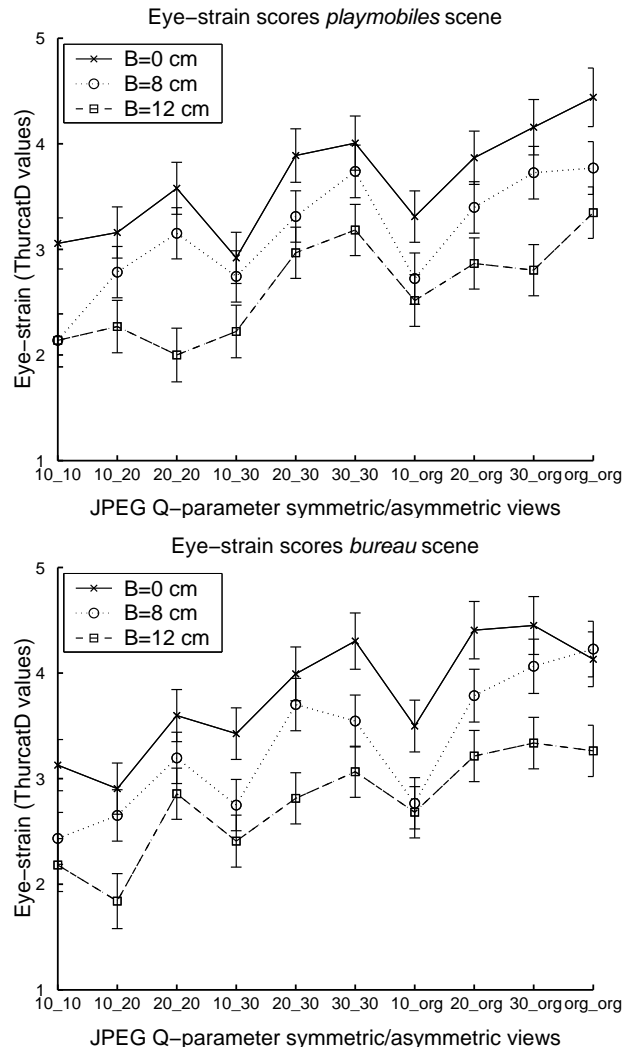 Eye−strain scores playmobiles scene
5
B=0 cm
B=8 cm
B=12 cm
4
3
2
1
Eye−strain (ThurcatD values)
10_10 10_20 20_20 10_30 20_30 30_30 10_org 20_org 30_org org_org
JPEG Q−parameter symmetric/asymmetric views
Eye−strain scores bureau scene
5
B=0 cm
B=8 cm
B=12 cm
4
3
2
1
Eye−strain (ThurcatD values)
10_10 10_20 20_20 10_30 20_30 30_30 10_org 20_org 30_org org_org
JPEG Q−parameter symmetric/asymmetric views